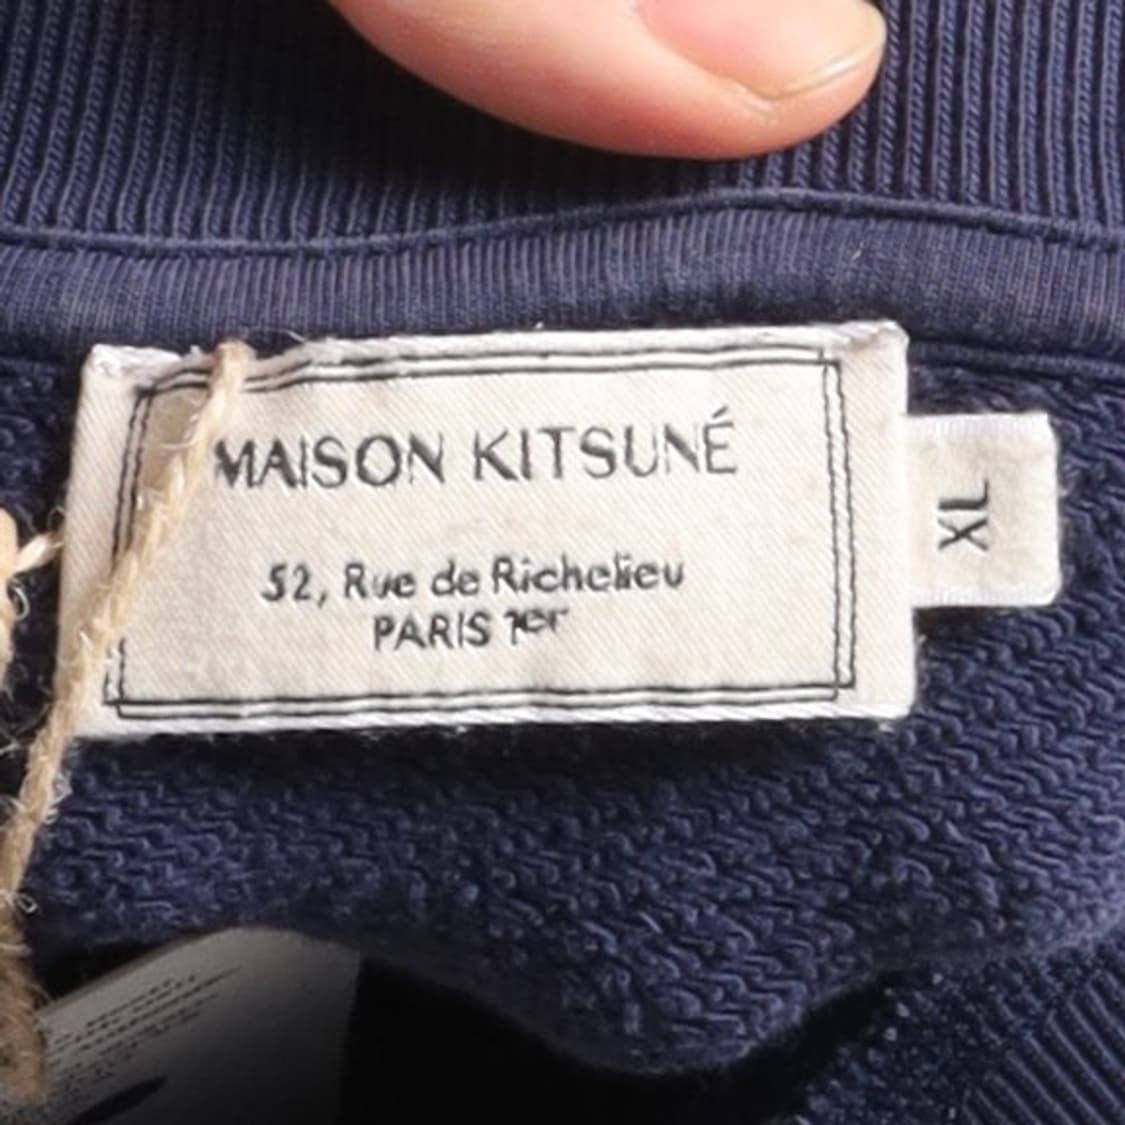 MAISON KITSUNÉ
52, Rue de Richelieu
PARIS 1er
XL